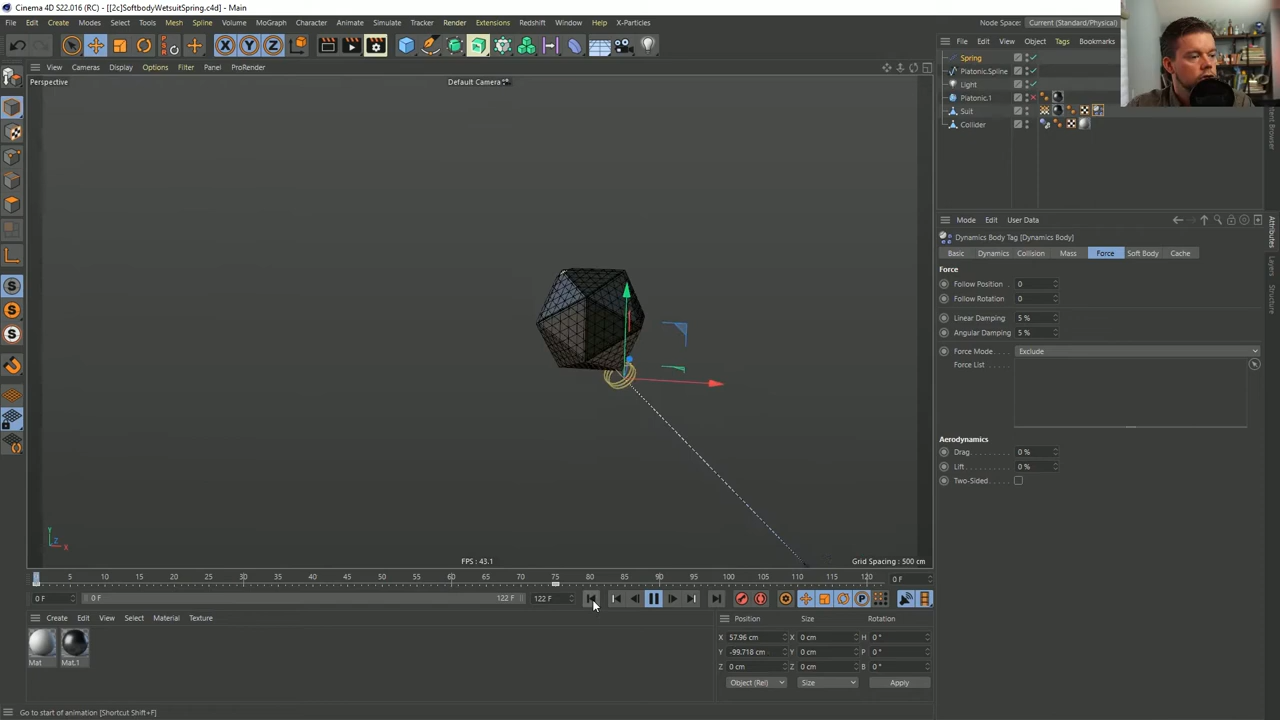 Cinema 4D S22.016 (RC) - [[2c]SoftbodyWetsuitSpring.c4d] - Main
File Edit Create Modes Select Tools Mesh Spline Volume MoGraph Character Animate Simulate Tracker Render Extensions Redshift Window Help X-Particles
Node Space: Current (Standard/Physical)
File Edit View Object Tags Bookmarks
View Cameras Display Options Filter Panel ProRender
Perspective
Default Camera
Spring
Platonic.Spline
Light
Platonic.1
Suit
Collider
Content Browser
Mode Edit User Data
Attributes
Layers
Structure
Dynamics Body Tag [Dynamics Body]
Basic Dynamics Collision Mass Force Soft Body Cache
Force
Follow Position 0
Follow Rotation 0
Linear Damping 5 %
Angular Damping 5 %
Force Mode Exclude
Force List
Aerodynamics
Drag 0 %
Lift 0 %
Two-Sided
Y
Z
X
FPS : 43.1
Grid Spacing : 500 cm
0 5 10 15 20 25 30 35 40 45 50 55 60 65 70 75 80 85 90 95 100 105 110 115 120
0 F
0 F
0 F
122 F
122 F
Create Edit View Select Material Texture
Mat
Mat.1
Position Size Rotation
X 57.96 cm X 0 cm H 0 °
Y -99.718 cm Y 0 cm P 0 °
Z 0 cm Z 0 cm B 0 °
Object (Rel) Size Apply
Go to start of animation [Shortcut Shift+F]